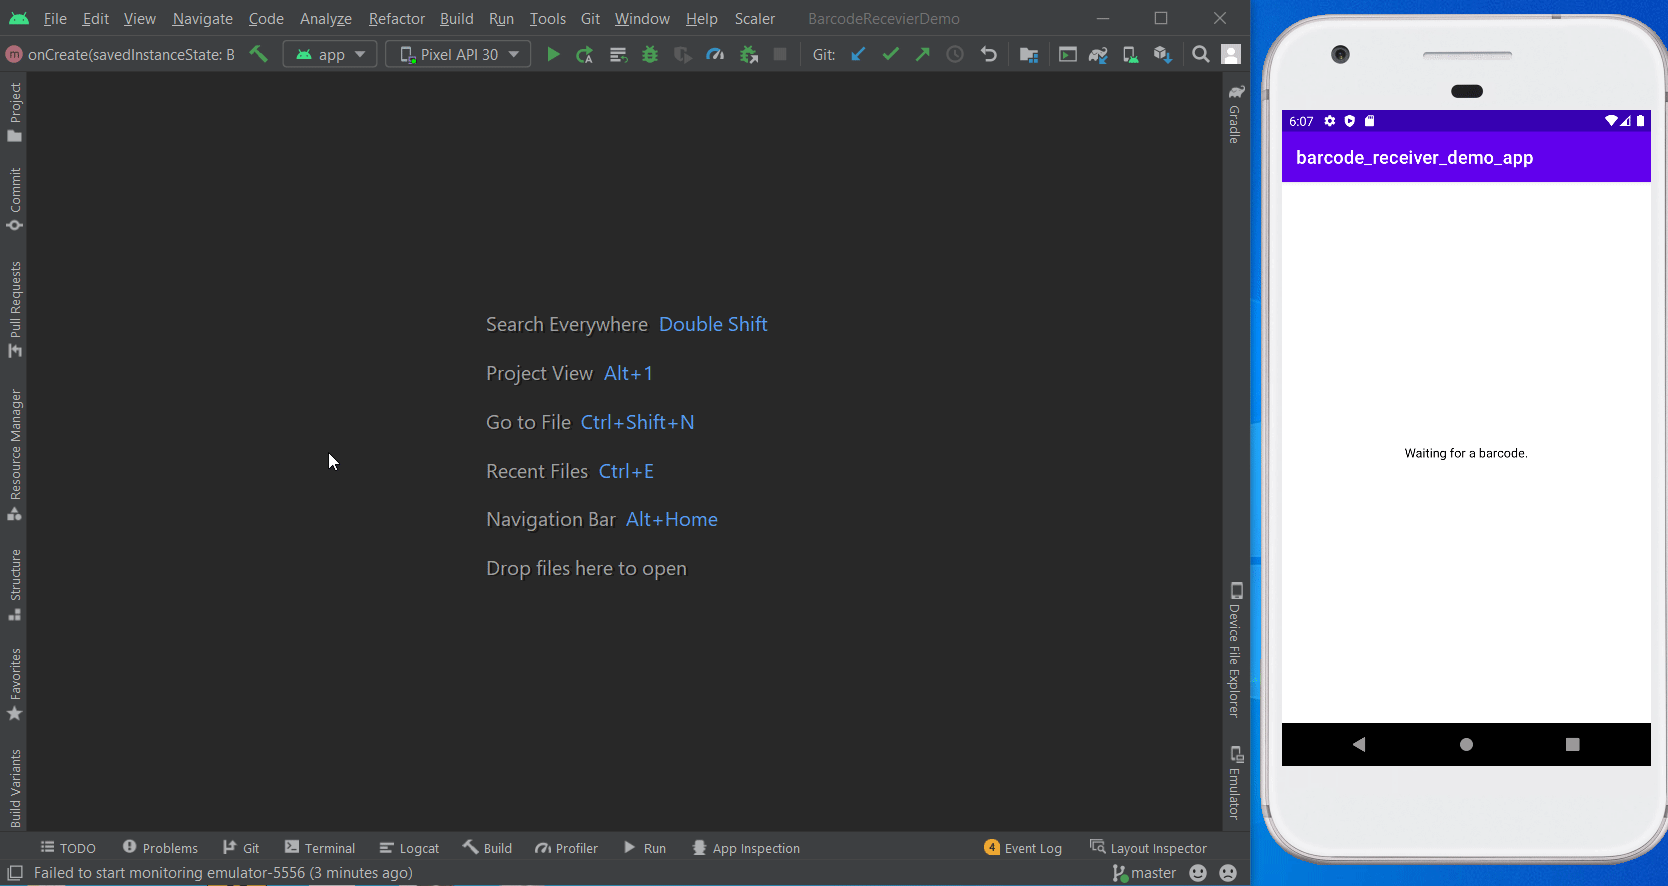 File Edit View Navigate Code Analyze Refactor Build Run Tools Git Window Help Scaler BarcodeRecevierDemo
m onCreate(savedInstanceState: B app Pixel API 30 Git:
Project
Commit
Pull Requests
Resource Manager
Structure
Favorites
Build Variants
Search Everywhere Double Shift
Project View Alt+1
Go to File Ctrl+Shift+N
Recent Files Ctrl+E
Navigation Bar Alt+Home
Drop files here to open
Gradle
Device File Explorer
Emulator
TODO Problems Git Terminal Logcat Build Profiler Run App Inspection 4 Event Log Layout Inspector
Failed to start monitoring emulator-5556 (3 minutes ago) master
6:07
barcode_receiver_demo_app
Waiting for a barcode.